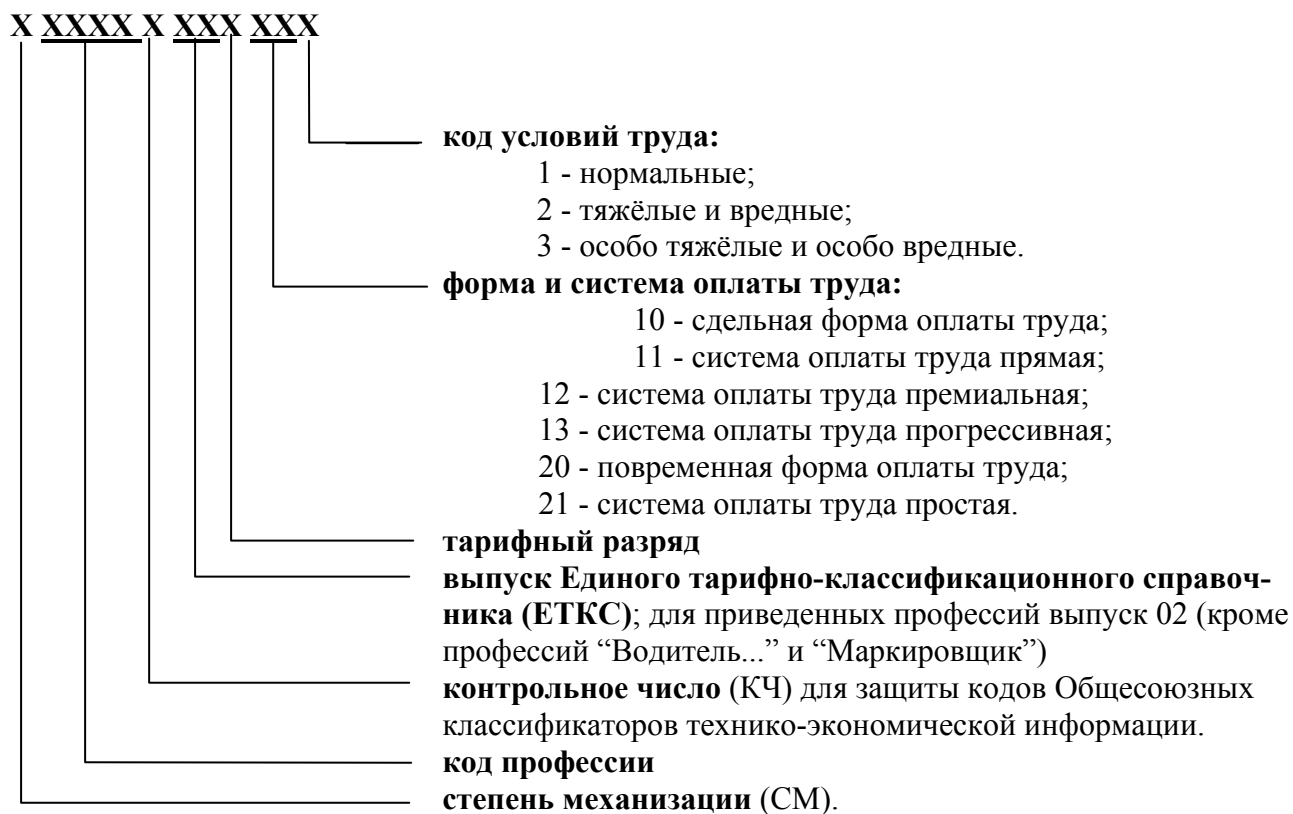 X XXXX X XXX XXX
код условий труда:
1 - нормальные;
2 - тяжёлые и вредные;
3 - особо тяжёлые и особо вредные.
форма и система оплаты труда:
10 - сдельная форма оплаты труда;
11 - система оплаты труда прямая;
12 - система оплаты труда премиальная;
13 - система оплаты труда прогрессивная;
20 - повременная форма оплаты труда;
21 - система оплаты труда простая.
тарифный разряд
выпуск Единого тарифно-классификационного справоч-
ника (ЕТКС); для приведенных профессий выпуск 02 (кроме
профессий “Водитель...” и “Маркировщик”)
контрольное число (КЧ) для защиты кодов Общесоюзных
классификаторов технико-экономической информации.
код профессии
степень механизации (СМ).